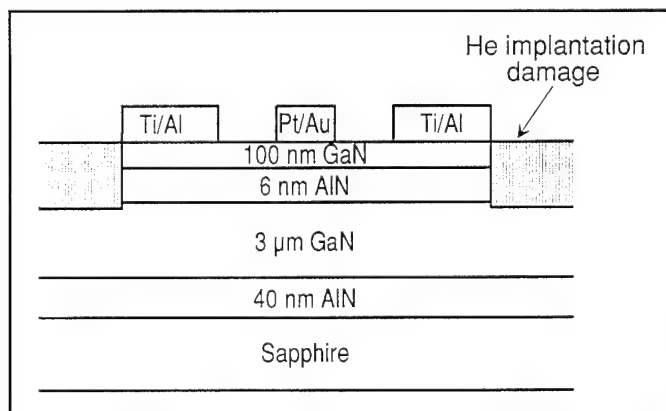 He implantation
damage
Ti/Al Pt/Au Ti/Al
100 nm GaN
6 nm AlN
3 µm GaN
40 nm AlN
Sapphire